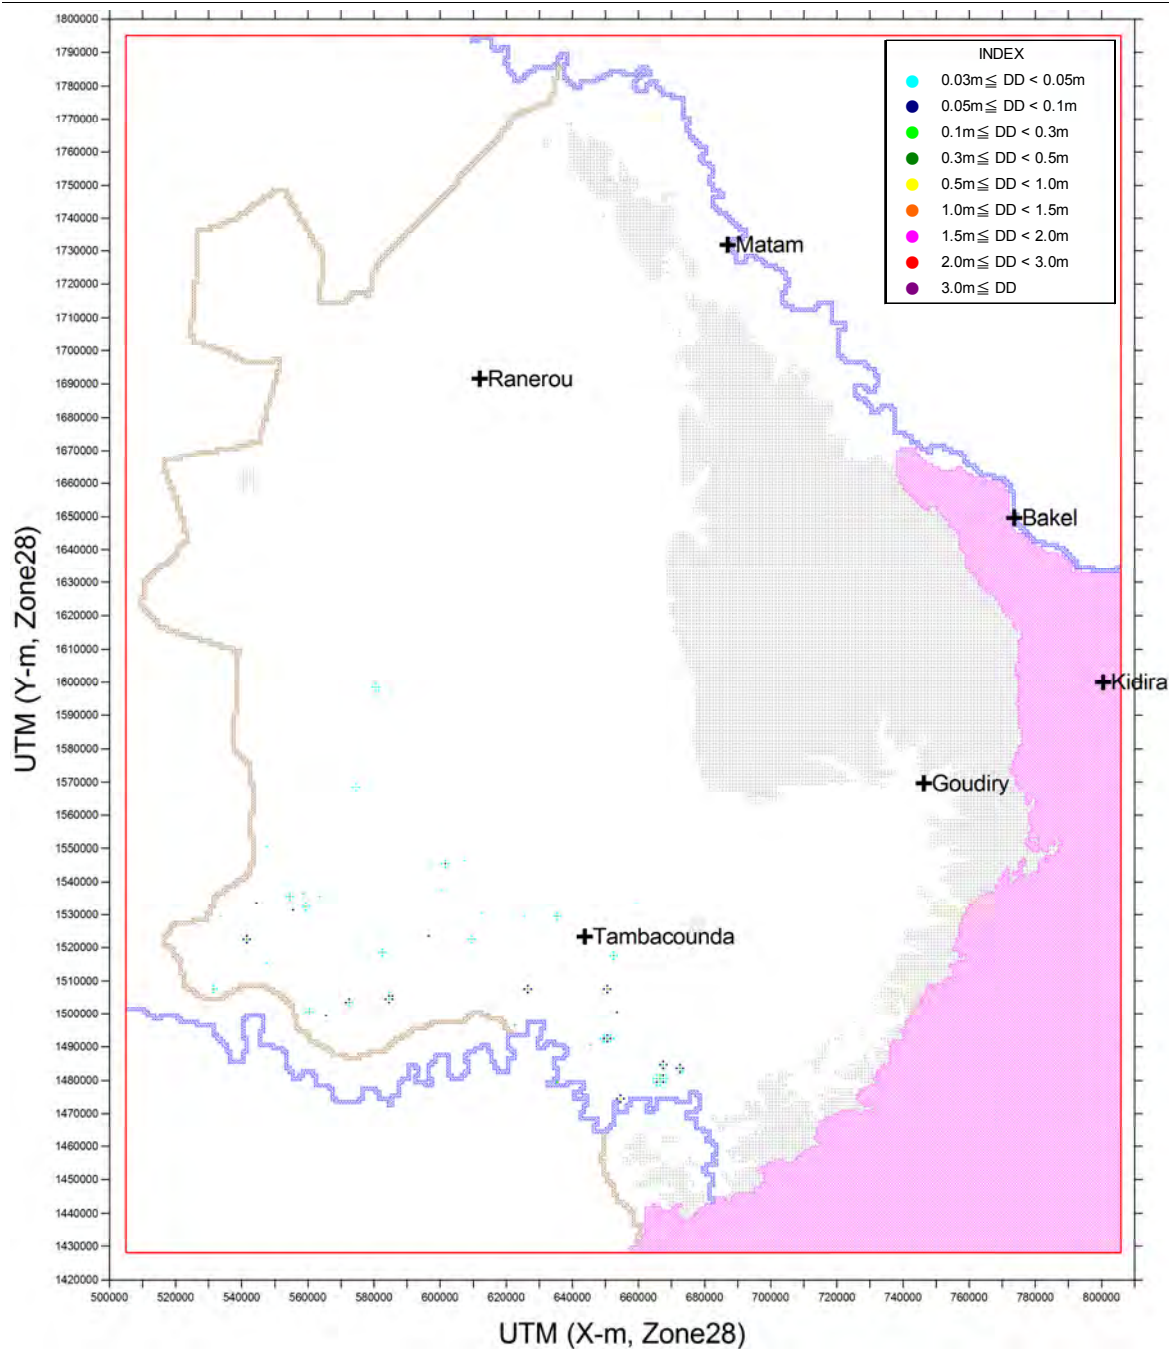 INDEX
0.03m≦ DD < 0.05m
0.05m≦ DD < 0.1m
0.1m≦ DD < 0.3m
0.3m≦ DD < 0.5m
0.5m≦ DD < 1.0m
1.0m≦ DD < 1.5m
1.5m≦ DD < 2.0m
2.0m≦ DD < 3.0m
3.0m≦ DD
Matam
Ranerou
Bakel
Kidira
Goudiry
Tambacounda
UTM (Y-m, Zone28)
1800000
1790000
1780000
1770000
1760000
1750000
1740000
1730000
1720000
1710000
1700000
1690000
1680000
1670000
1660000
1650000
1640000
1630000
1620000
1610000
1600000
1590000
1580000
1570000
1560000
1550000
1540000
1530000
1520000
1510000
1500000
1490000
1480000
1470000
1460000
1450000
1440000
1430000
1420000
500000 520000 540000 560000 580000 600000 620000 640000 660000 680000 700000 720000 740000 760000 780000 800000
UTM (X-m, Zone28)